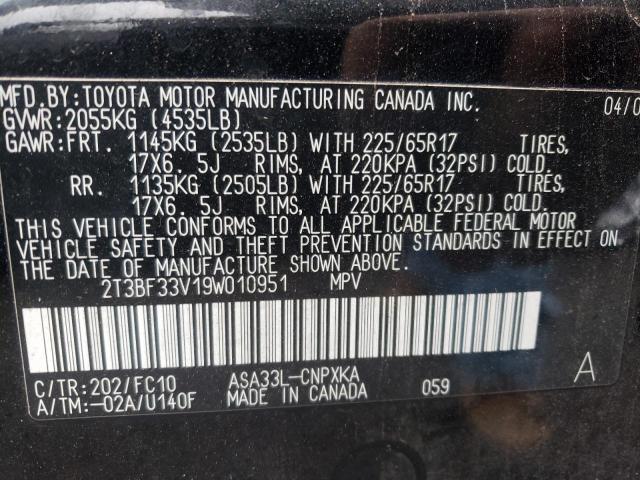 MFD.BY:TOYOTA MOTOR MANUFACTURING CANADA INC. 04/0
GVWR:2055KG (4535LB)
GAWR:FRT. 1145KG (2535LB) WITH 225/65R17 TIRES,
17X6. 5J RIMS, AT 220KPA (32PSI) COLD.
RR. 1135KG (2505LB) WITH 225/65R17 TIRES,
17X6. 5J RIMS, AT 220KPA (32PSI) COLD.
THIS VEHICLE CONFORMS TO ALL APPLICABLE FEDERAL MOTOR
VEHICLE SAFETY AND THEFT PREVENTION STANDARDS IN EFFECT ON
THE DATE OF MANUFACTURE SHOWN ABOVE.
2T3BF33V19W010951 MPV
C/TR:202/FC10 ASA33L-CNPXKA A
A/TM:-02A/U140F MADE IN CANADA 059